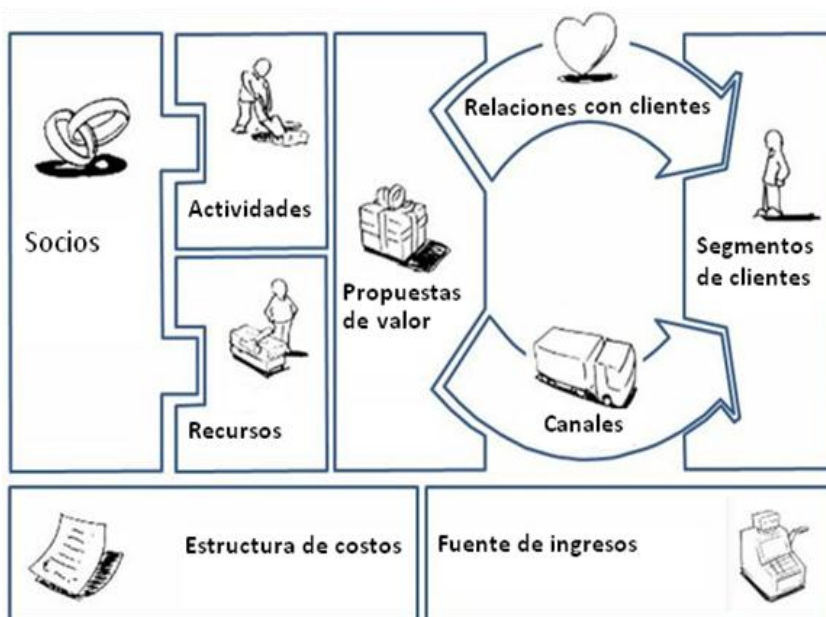 Relaciones con clientes
Actividades
Socios
Segmentos
de clientes
Propuestas
de valor
Recursos
Canales
Estructura de costos
Fuente de ingresos